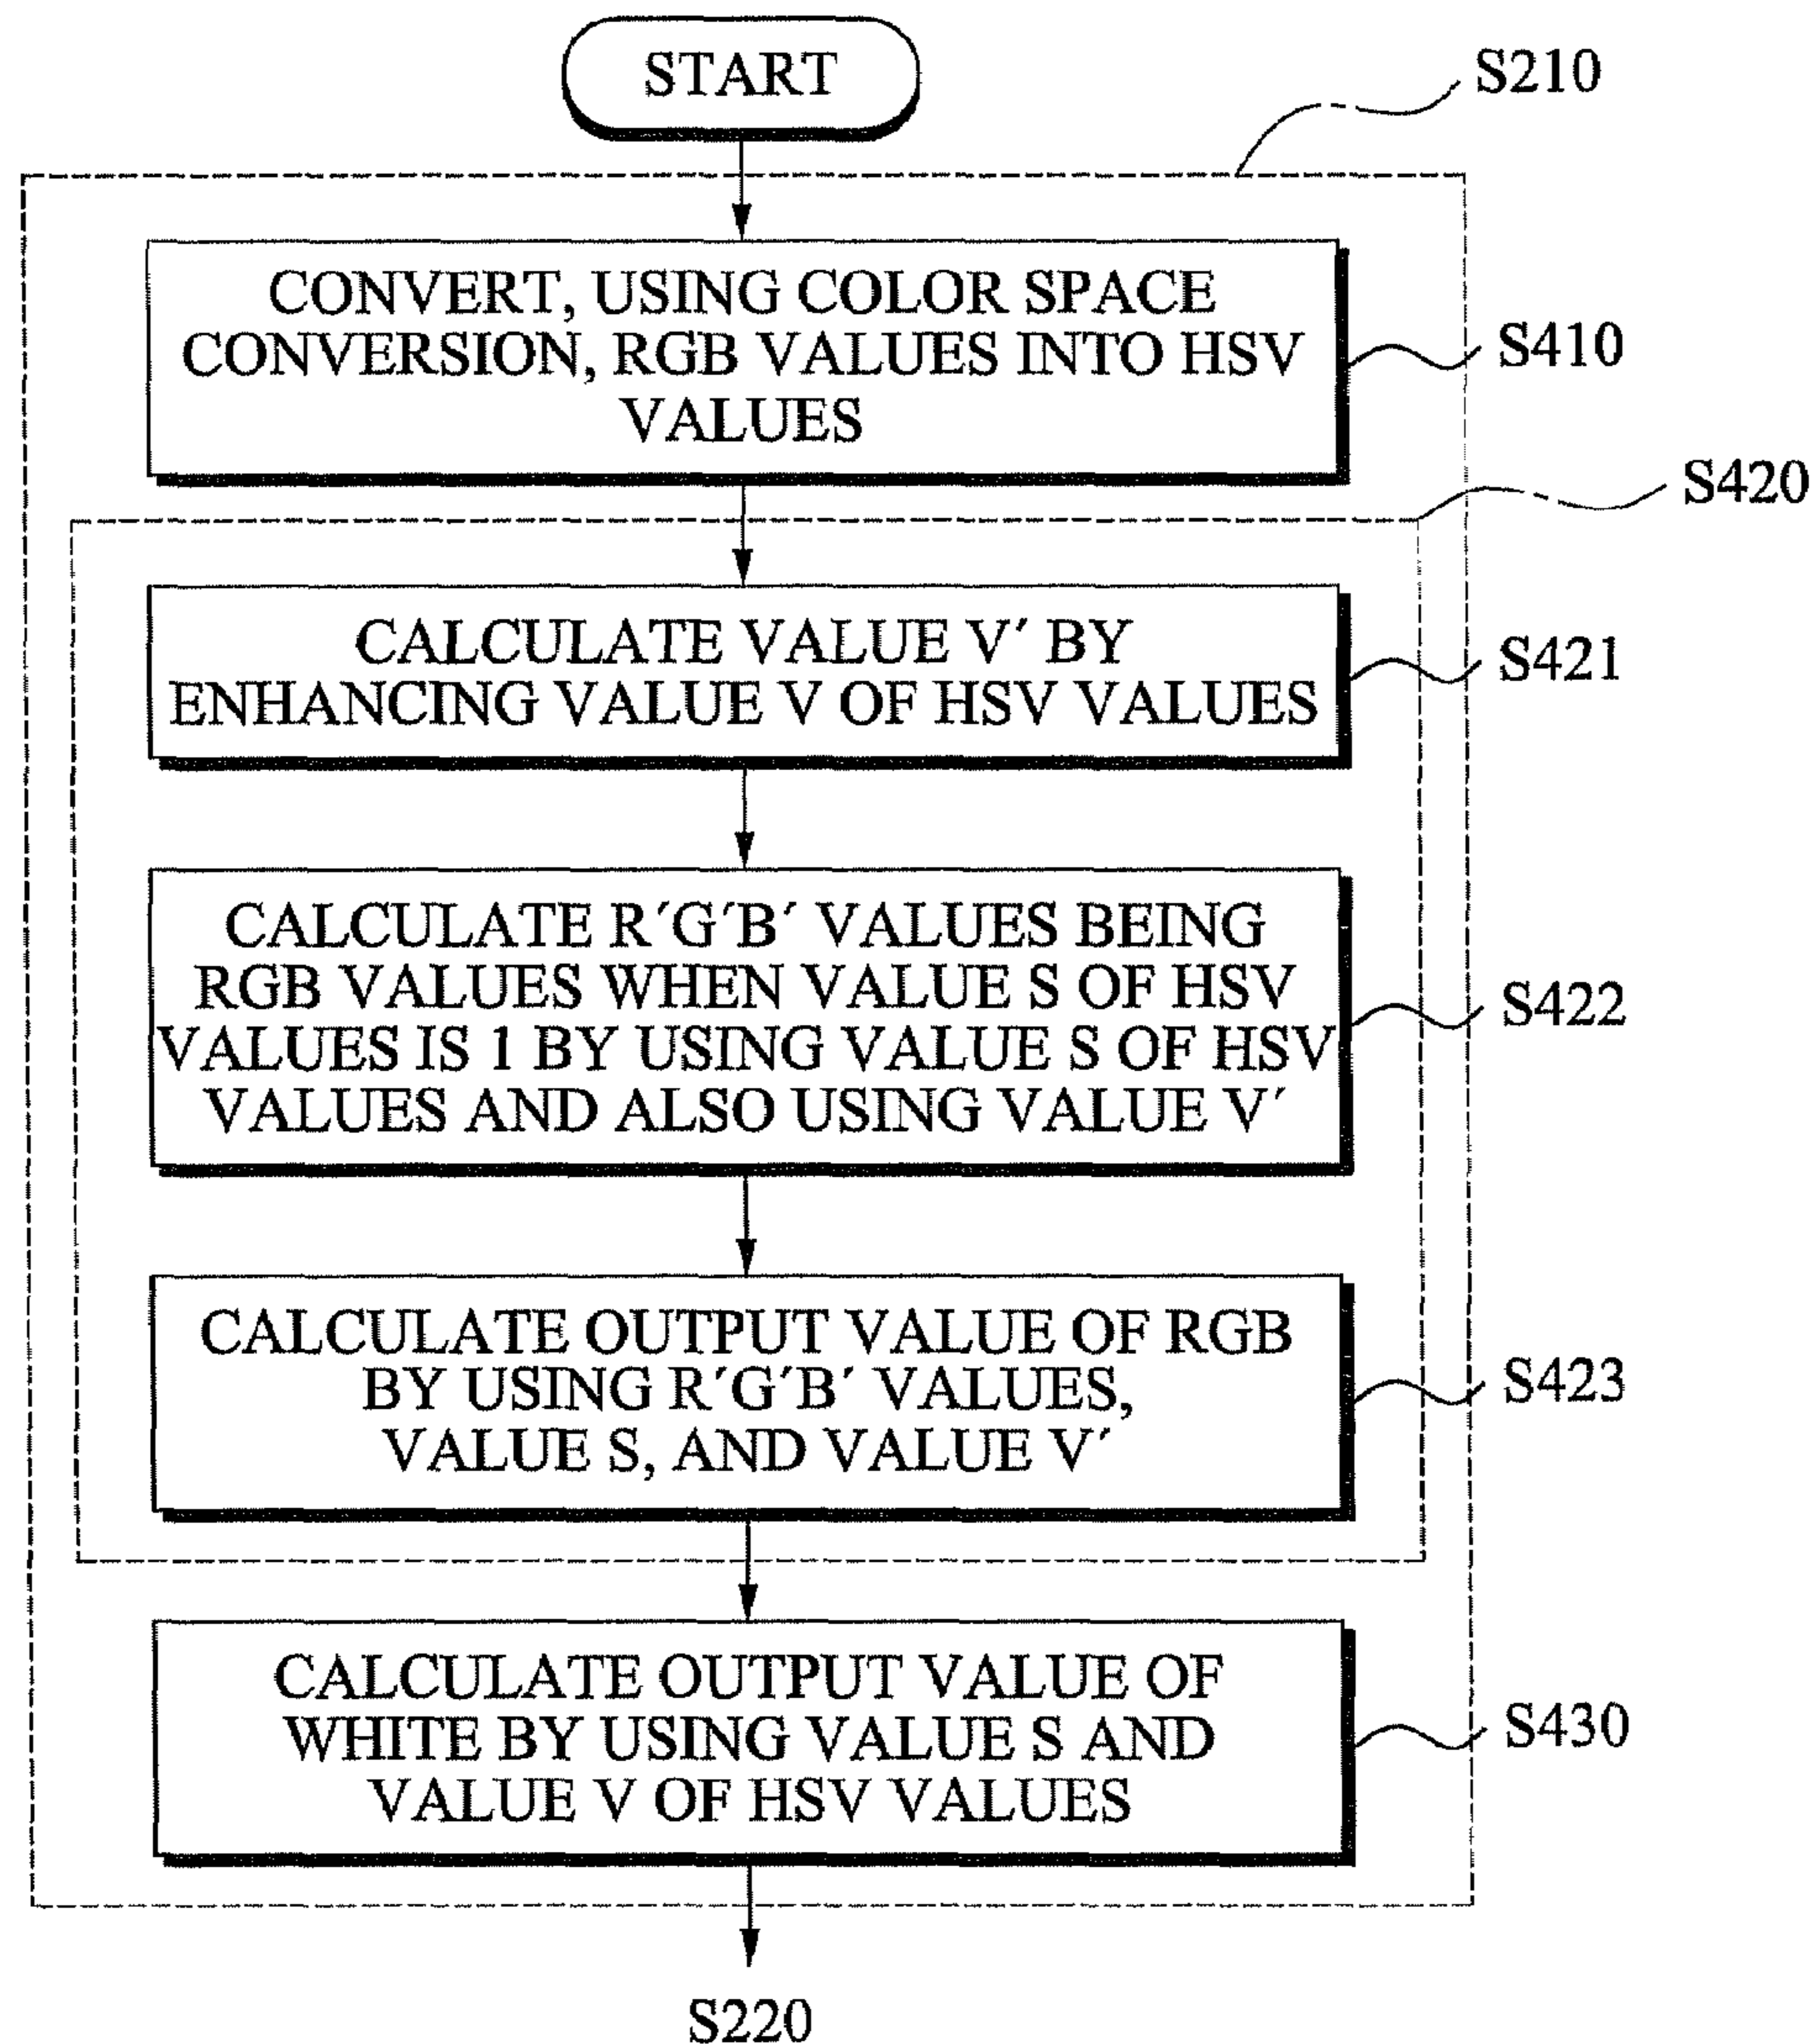 START
S210
CONVERT, USING COLOR SPACE
CONVERSION, RGB VALUES INTO HSV
VALUES
S410
S420
CALCULATE VALUE V′ BY
ENHANCING VALUE V OF HSV VALUES
S421
CALCULATE R′G′B′ VALUES BEING
RGB VALUES WHEN VALUE S OF HSV
VALUES IS 1 BY USING VALUE S OF HSV
VALUES AND ALSO USING VALUE V′
S422
CALCULATE OUTPUT VALUE OF RGB
BY USING R′G′B′ VALUES,
VALUE S, AND VALUE V′
S423
CALCULATE OUTPUT VALUE OF
WHITE BY USING VALUE S AND
VALUE V OF HSV VALUES
S430
S220